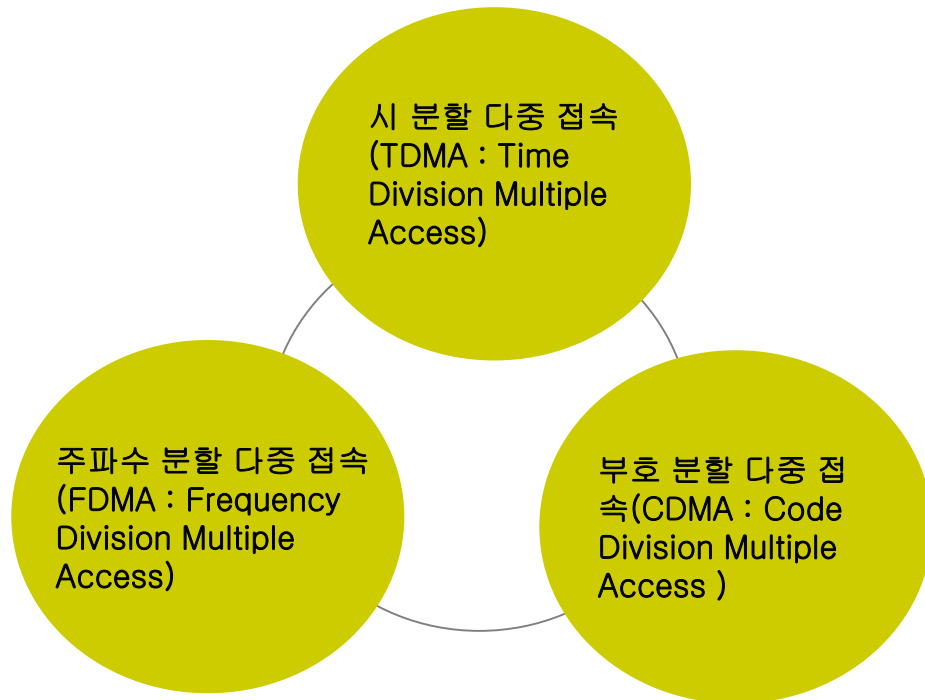 시 분할 다중 접속
(TDMA : Time
Division Multiple
Access)
주파수 분할 다중 접속
(FDMA : Frequency
Division Multiple
Access)
부호 분할 다중 접
속(CDMA : Code
Division Multiple
Access )